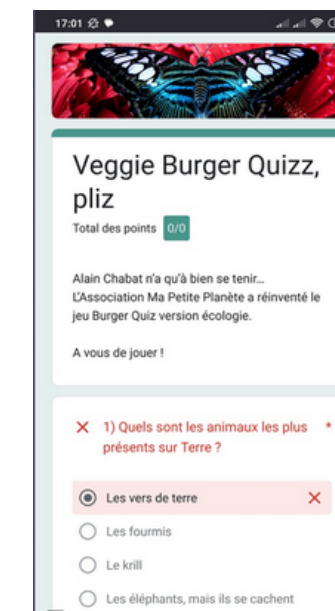 17:01
Veggie Burger Quizz,
pliz
Total des points 0/0
Alain Chabat n'a qu'à bien se tenir...
L'Association Ma Petite Planète a réinventé le
jeu Burger Quiz version écologie.
A vous de jouer !
1) Quels sont les animaux les plus *
présents sur Terre ?
Les vers de terre
Les fourmis
Le krill
Les éléphants, mais ils se cachent